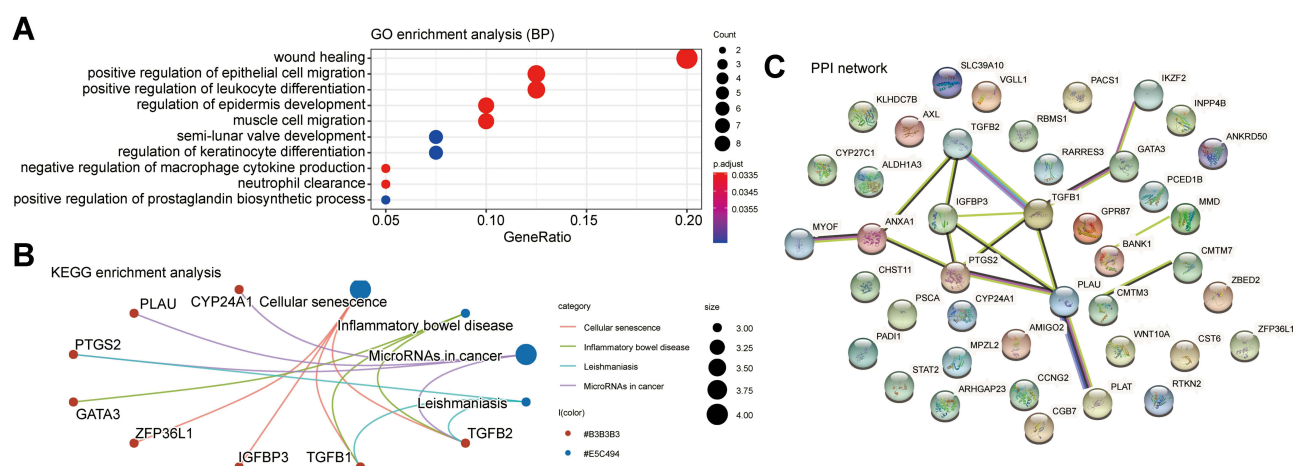 A
GO enrichment analysis (BP)
wound healing
positive regulation of epithelial cell migration
positive regulation of leukocyte differentiation
regulation of epidermis development
muscle cell migration
semi-lunar valve development
regulation of keratinocyte differentiation
negative regulation of macrophage cytokine production
neutrophil clearance
positive regulation of prostaglandin biosynthetic process
0.05 0.10 0.15 0.20
GeneRatio
Count
2
3
4
5
6
7
8
p.adjust
0.0335
0.0345
0.0355
B
KEGG enrichment analysis
PLAU
CYP24A1
Cellular senescence
Inflammatory bowel disease
PTGS2
MicroRNAs in cancer
GATA3
Leishmaniasis
ZFP36L1
IGFBP3
TGFB1
TGFB2
category
Cellular senescence
Inflammatory bowel disease
Leishmaniasis
MicroRNAs in cancer
I(color)
#B3B3B3
#E5C494
size
3.00
3.25
3.50
3.75
4.00
C
PPI network
SLC39A10
VGLL1
PACS1
IKZF2
KLHDC7B
AXL
TGFB2
RBMS1
INPP4B
ANKRD50
CYP27C1
ALDH1A3
RARRES3
GATA3
PCED1B
IGFBP3
TGFB1
GPR87
MMD
MYOF
ANXA1
BANK1
PTGS2
CMTM7
CHST11
PLAU
ZBED2
PSCA
CYP24A1
CMTM3
PADI1
AMIGO2
WNT10A
CST6
ZFP36L1
MPZL2
STAT2
ARHGAP23
CCNG2
PLAT
RTKN2
CGB7